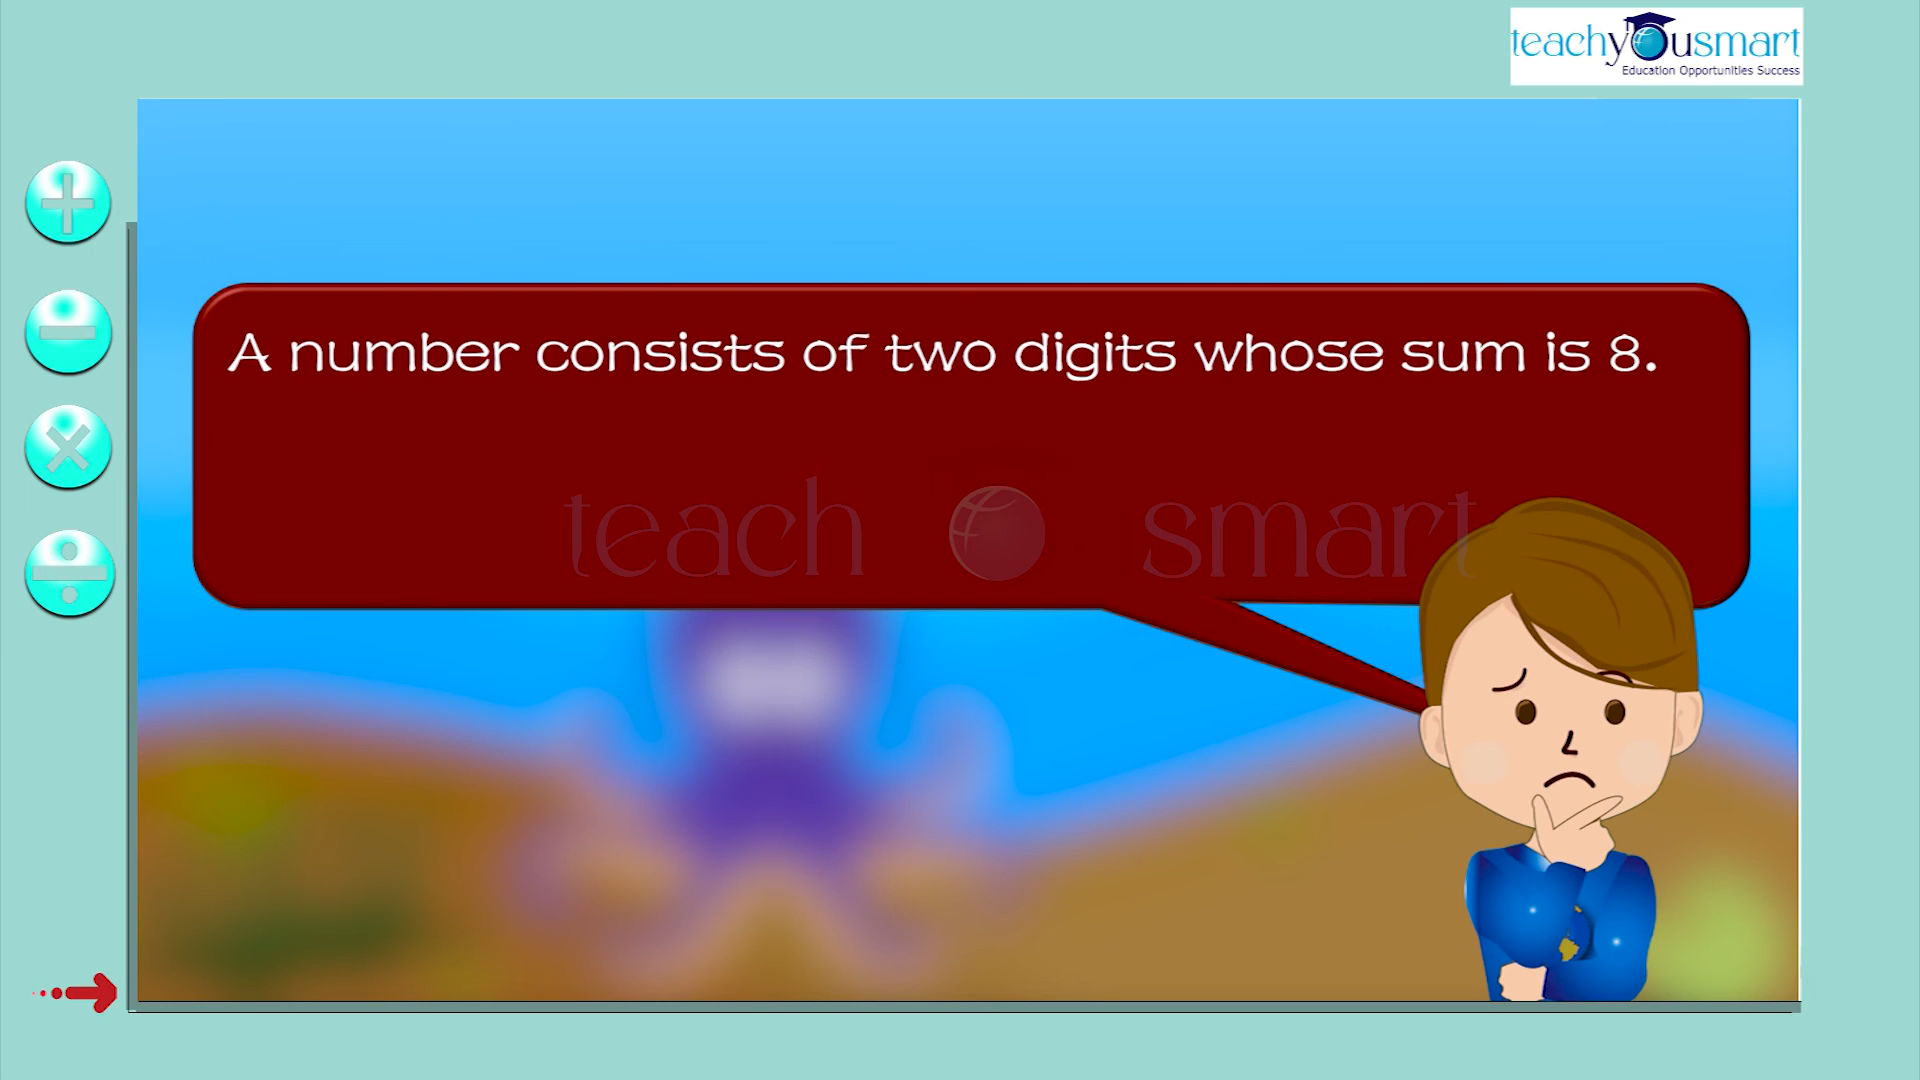 teachyousmart
Education Opportunities Success
A number consists of two digits whose sum is 8.
teach smart